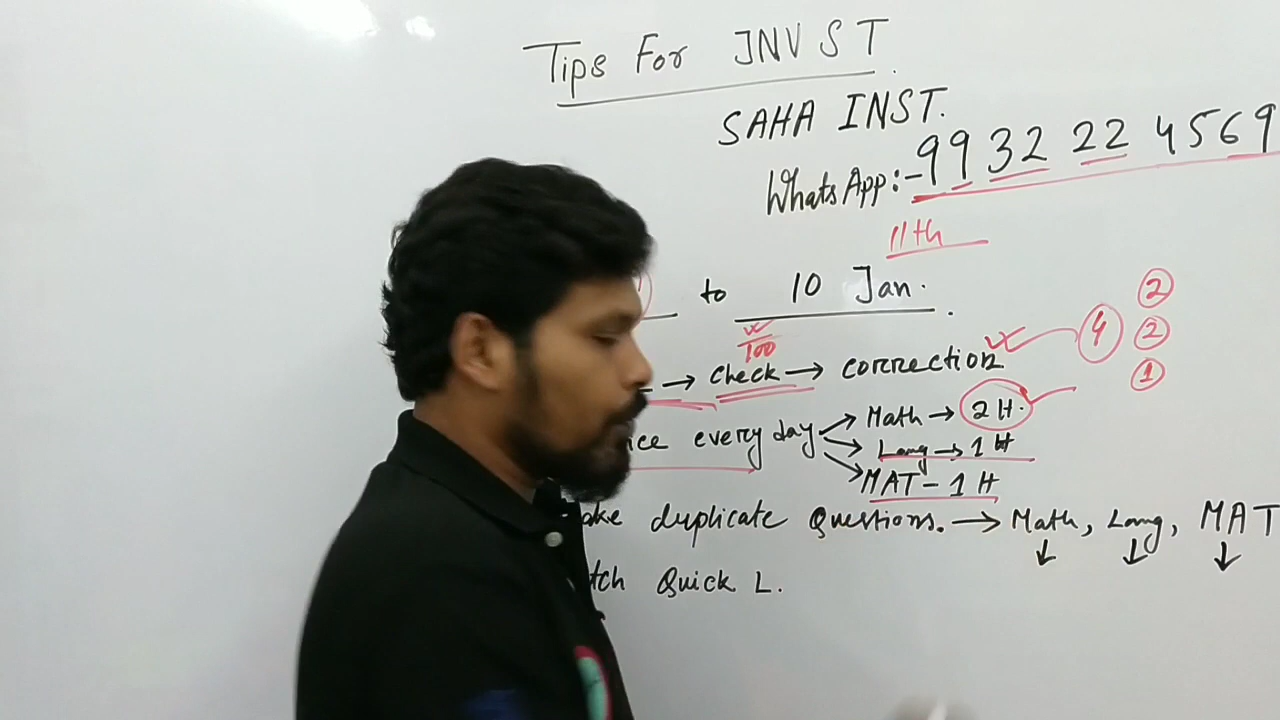 Tips For JNVST.
SAHA INST.
WhatsApp:- 9932 22 4569
11th
to 10 Jan.
100
→ Check → correction 4
2
2
1
every day
Math → 2 H.
Lang → 1 H
MAT - 1 H
duplicate Questions. → Math, Lang, MAT
Quick L.